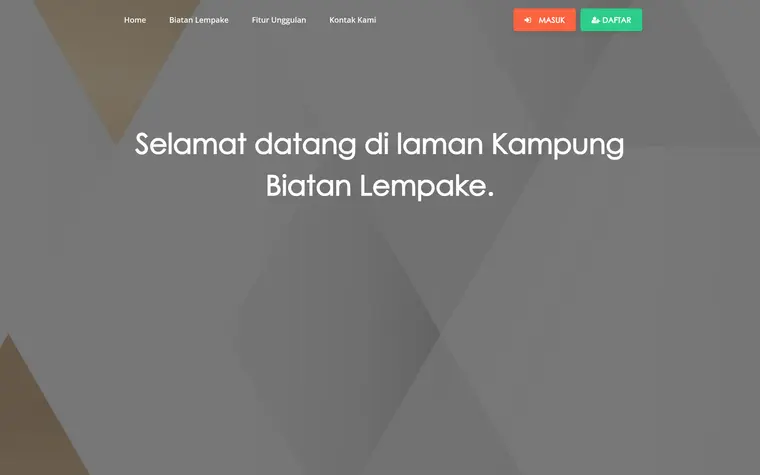 Home Biatan Lempake Fitur Unggulan Kontak Kami MASUK DAFTAR
Selamat datang di laman Kampung
Biatan Lempake.